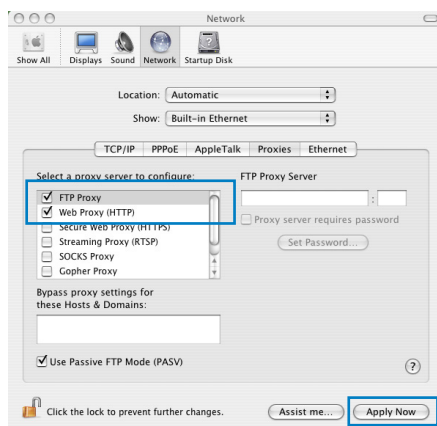 Network
Show All Displays Sound Network Startup Disk
Location: Automatic
Show: Built-in Ethernet
TCP/IP PPPoE AppleTalk Proxies Ethernet
Select a proxy server to configure: FTP Proxy Server
FTP Proxy
:
Web Proxy (HTTP)
Secure Web Proxy (HTTPS) Proxy server requires password
Streaming Proxy (RTSP) Set Password...
SOCKS Proxy
Gopher Proxy
Bypass proxy settings for
these Hosts & Domains:
Use Passive FTP Mode (PASV) ?
Click the lock to prevent further changes. Assist me... Apply Now